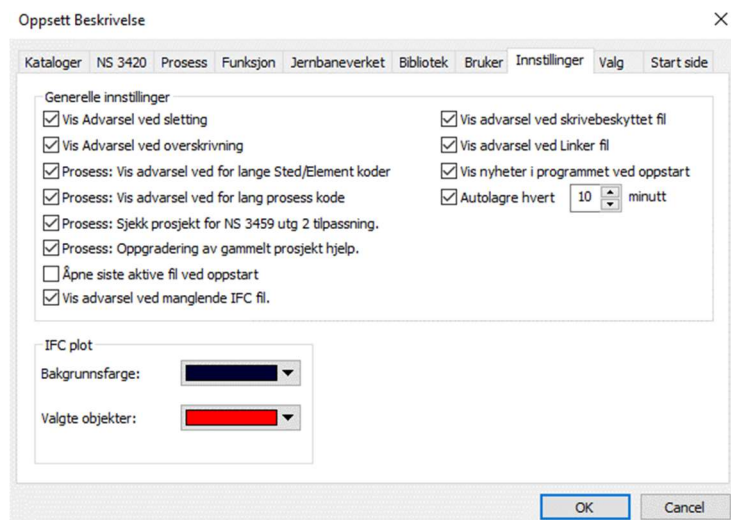 Oppsett Beskrivelse
Kataloger NS 3420 Prosess Funksjon Jernbaneverket Bibliotek Bruker Innstillinger Valg Start side
Generelle innstillinger
Vis Advarsel ved sletting
Vis Advarsel ved overskrivning
Prosess: Vis advarsel ved for lange Sted/Element koder
Prosess: Vis advarsel ved for lang prosess kode
Prosess: Sjekk prosjekt for NS 3459 utg 2 tilpassning.
Prosess: Oppgradering av gammelt prosjekt hjelp.
Åpne siste aktive fil ved oppstart
Vis advarsel ved manglende IFC fil.
Vis advarsel ved skrivebeskyttet fil
Vis advarsel ved Linker fil
Vis nyheter i programmet ved oppstart
Autolagre hvert 10 minutt
IFC plot
Bakgrunnsfarge:
Valgte objekter:
OK Cancel